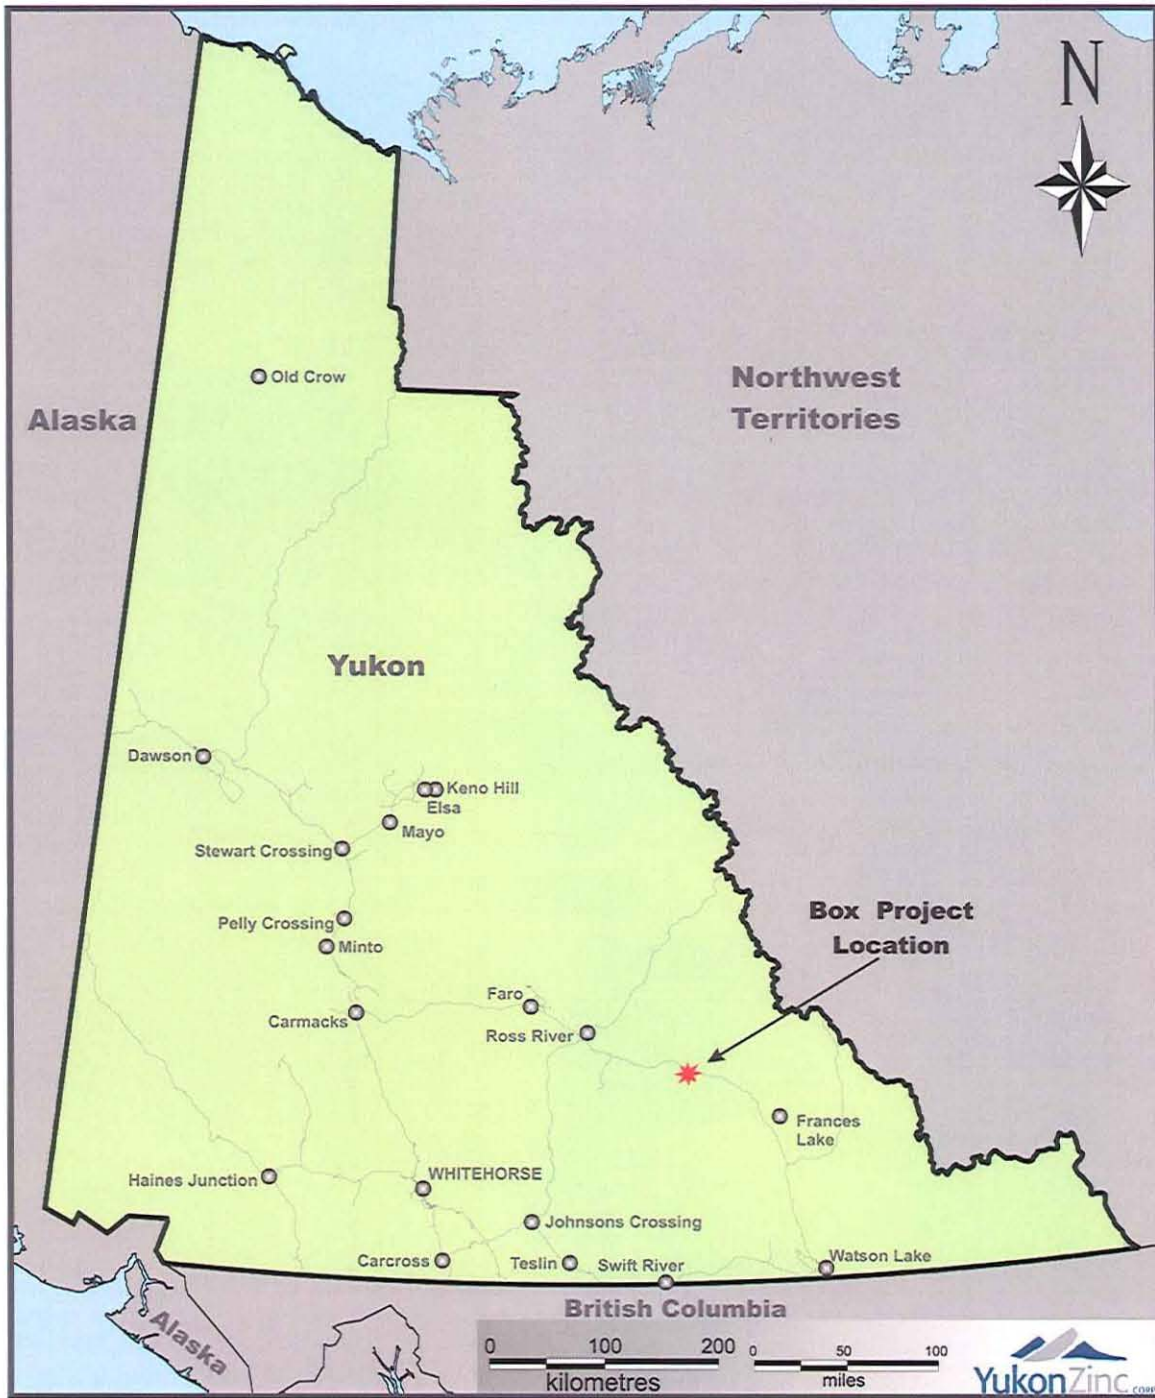 N
Old Crow
Northwest
Territories
Alaska
Yukon
Dawson
Keno Hill
Elsa
Mayo
Stewart Crossing
Box Project
Location
Pelly Crossing
Minto
Faro
Carmacks
Ross River
Frances
Lake
Haines Junction
WHITEHORSE
Johnsons Crossing
Carcross
Teslin
Swift River
Watson Lake
British Columbia
Alaska
0 100 200
kilometres
0 50 100
miles
YukonZinc CORP